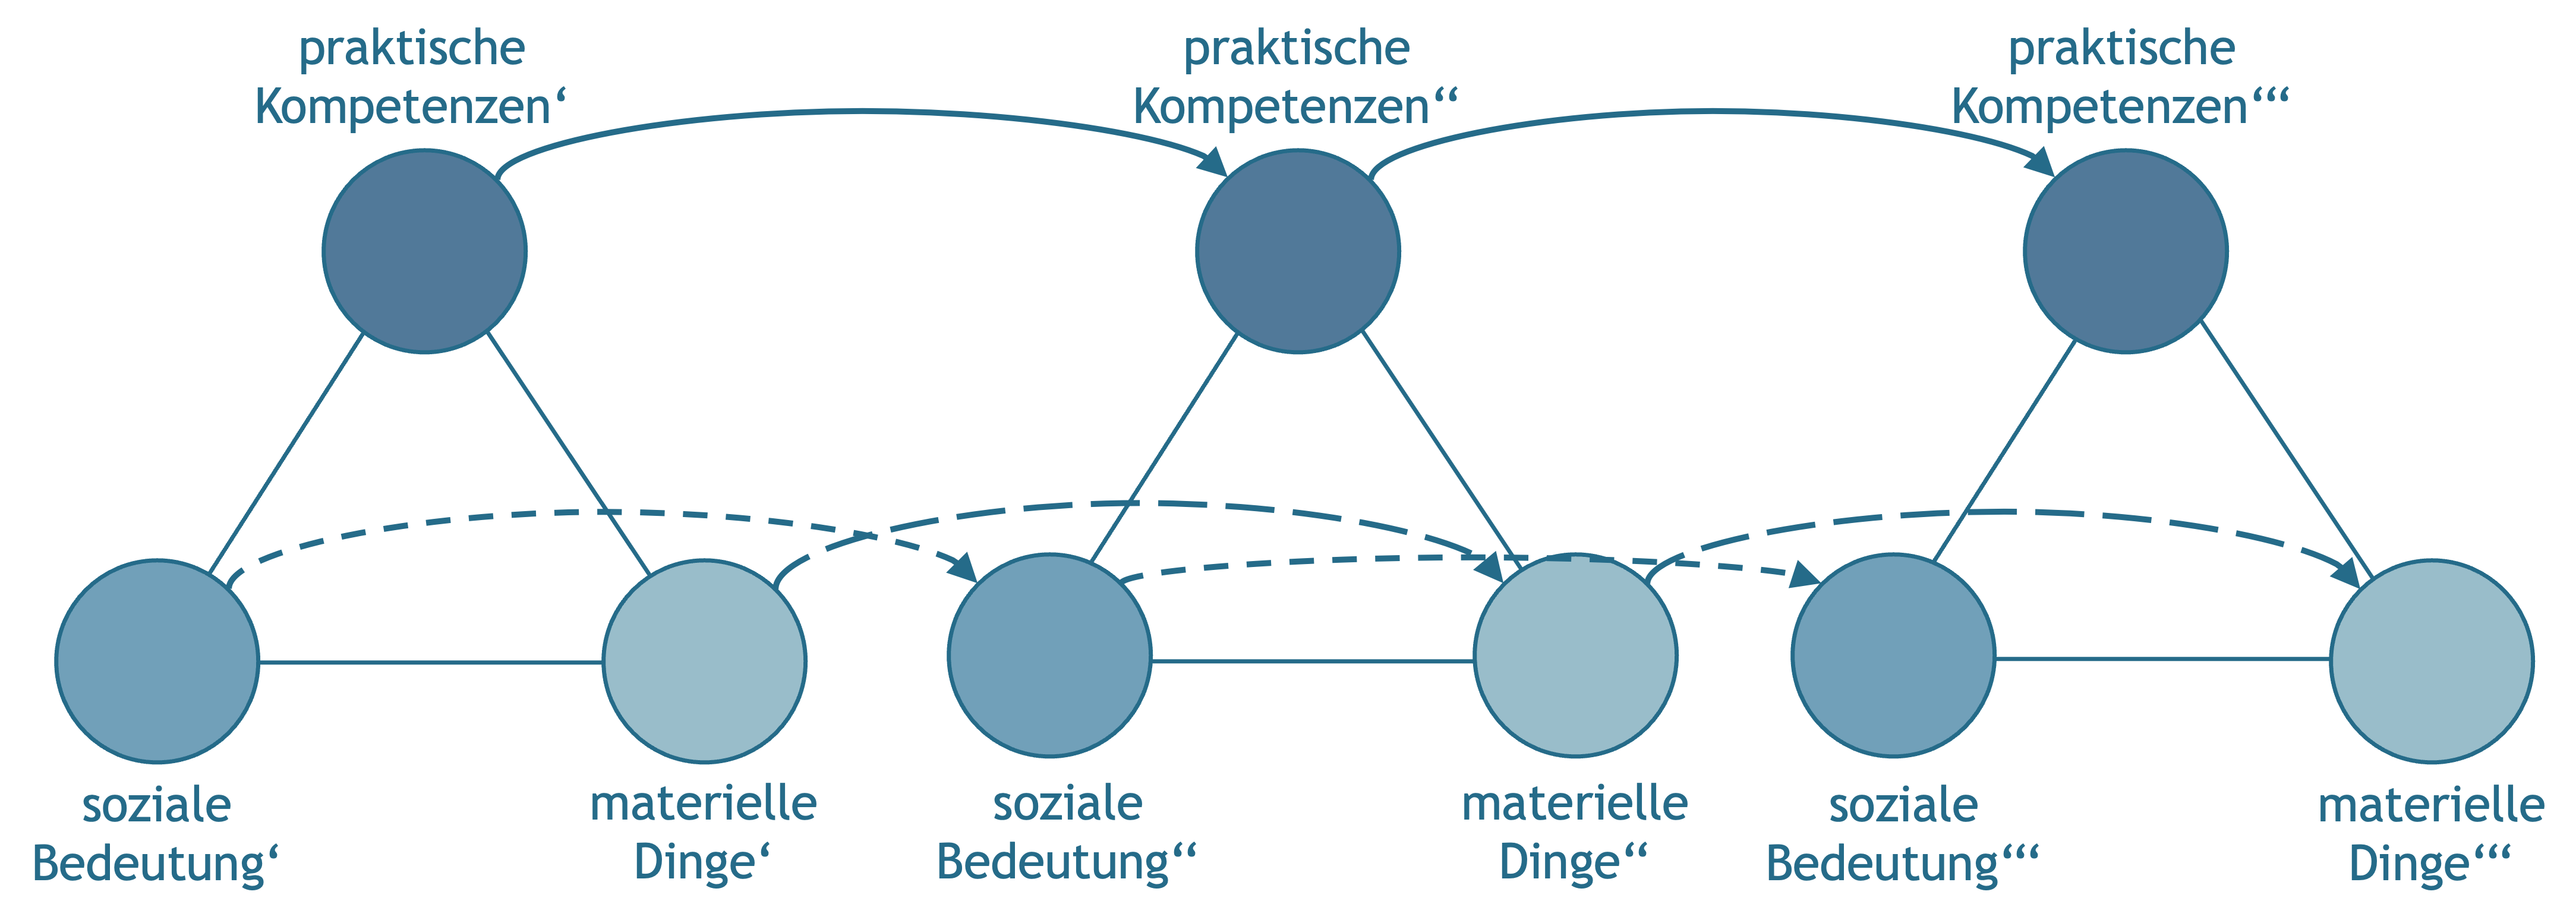 praktische
Kompetenzen‘
praktische
Kompetenzen‘‘
praktische
Kompetenzen‘‘‘
soziale
Bedeutung‘
materielle
Dinge‘
soziale
Bedeutung‘‘
materielle
Dinge‘‘
soziale
Bedeutung‘‘‘
materielle
Dinge‘‘‘